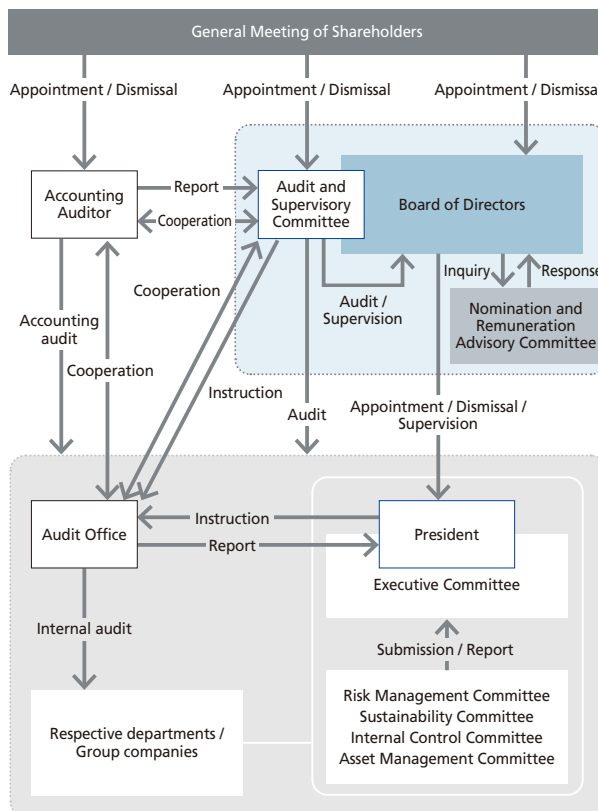 General Meeting of Shareholders
Appointment / Dismissal
Appointment / Dismissal
Appointment / Dismissal
Accounting
Auditor
Report
Cooperation
Audit and
Supervisory
Committee
Board of Directors
Inquiry
Response
Nomination and
Remuneration
Advisory Committee
Audit /
Supervision
Cooperation
Accounting
audit
Cooperation
Instruction
Audit
Appointment / Dismissal /
Supervision
Audit Office
Instruction
Report
President
Executive Committee
Internal audit
Submission / Report
Respective departments /
Group companies
Risk Management Committee
Sustainability Committee
Internal Control Committee
Asset Management Committee